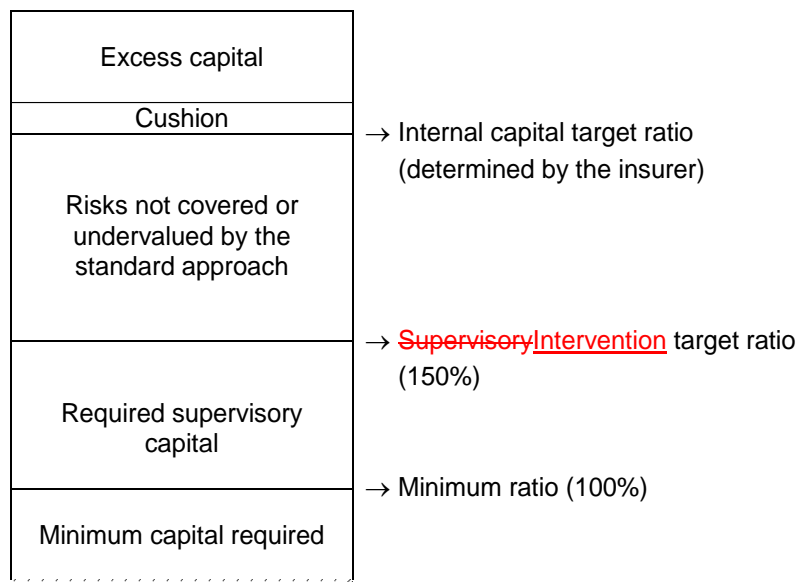 Excess capital
Cushion
→ Internal capital target ratio
(determined by the insurer)
Risks not covered or
undervalued by the
standard approach
→ SupervisoryIntervention target ratio
(150%)
Required supervisory
capital
→ Minimum ratio (100%)
Minimum capital required